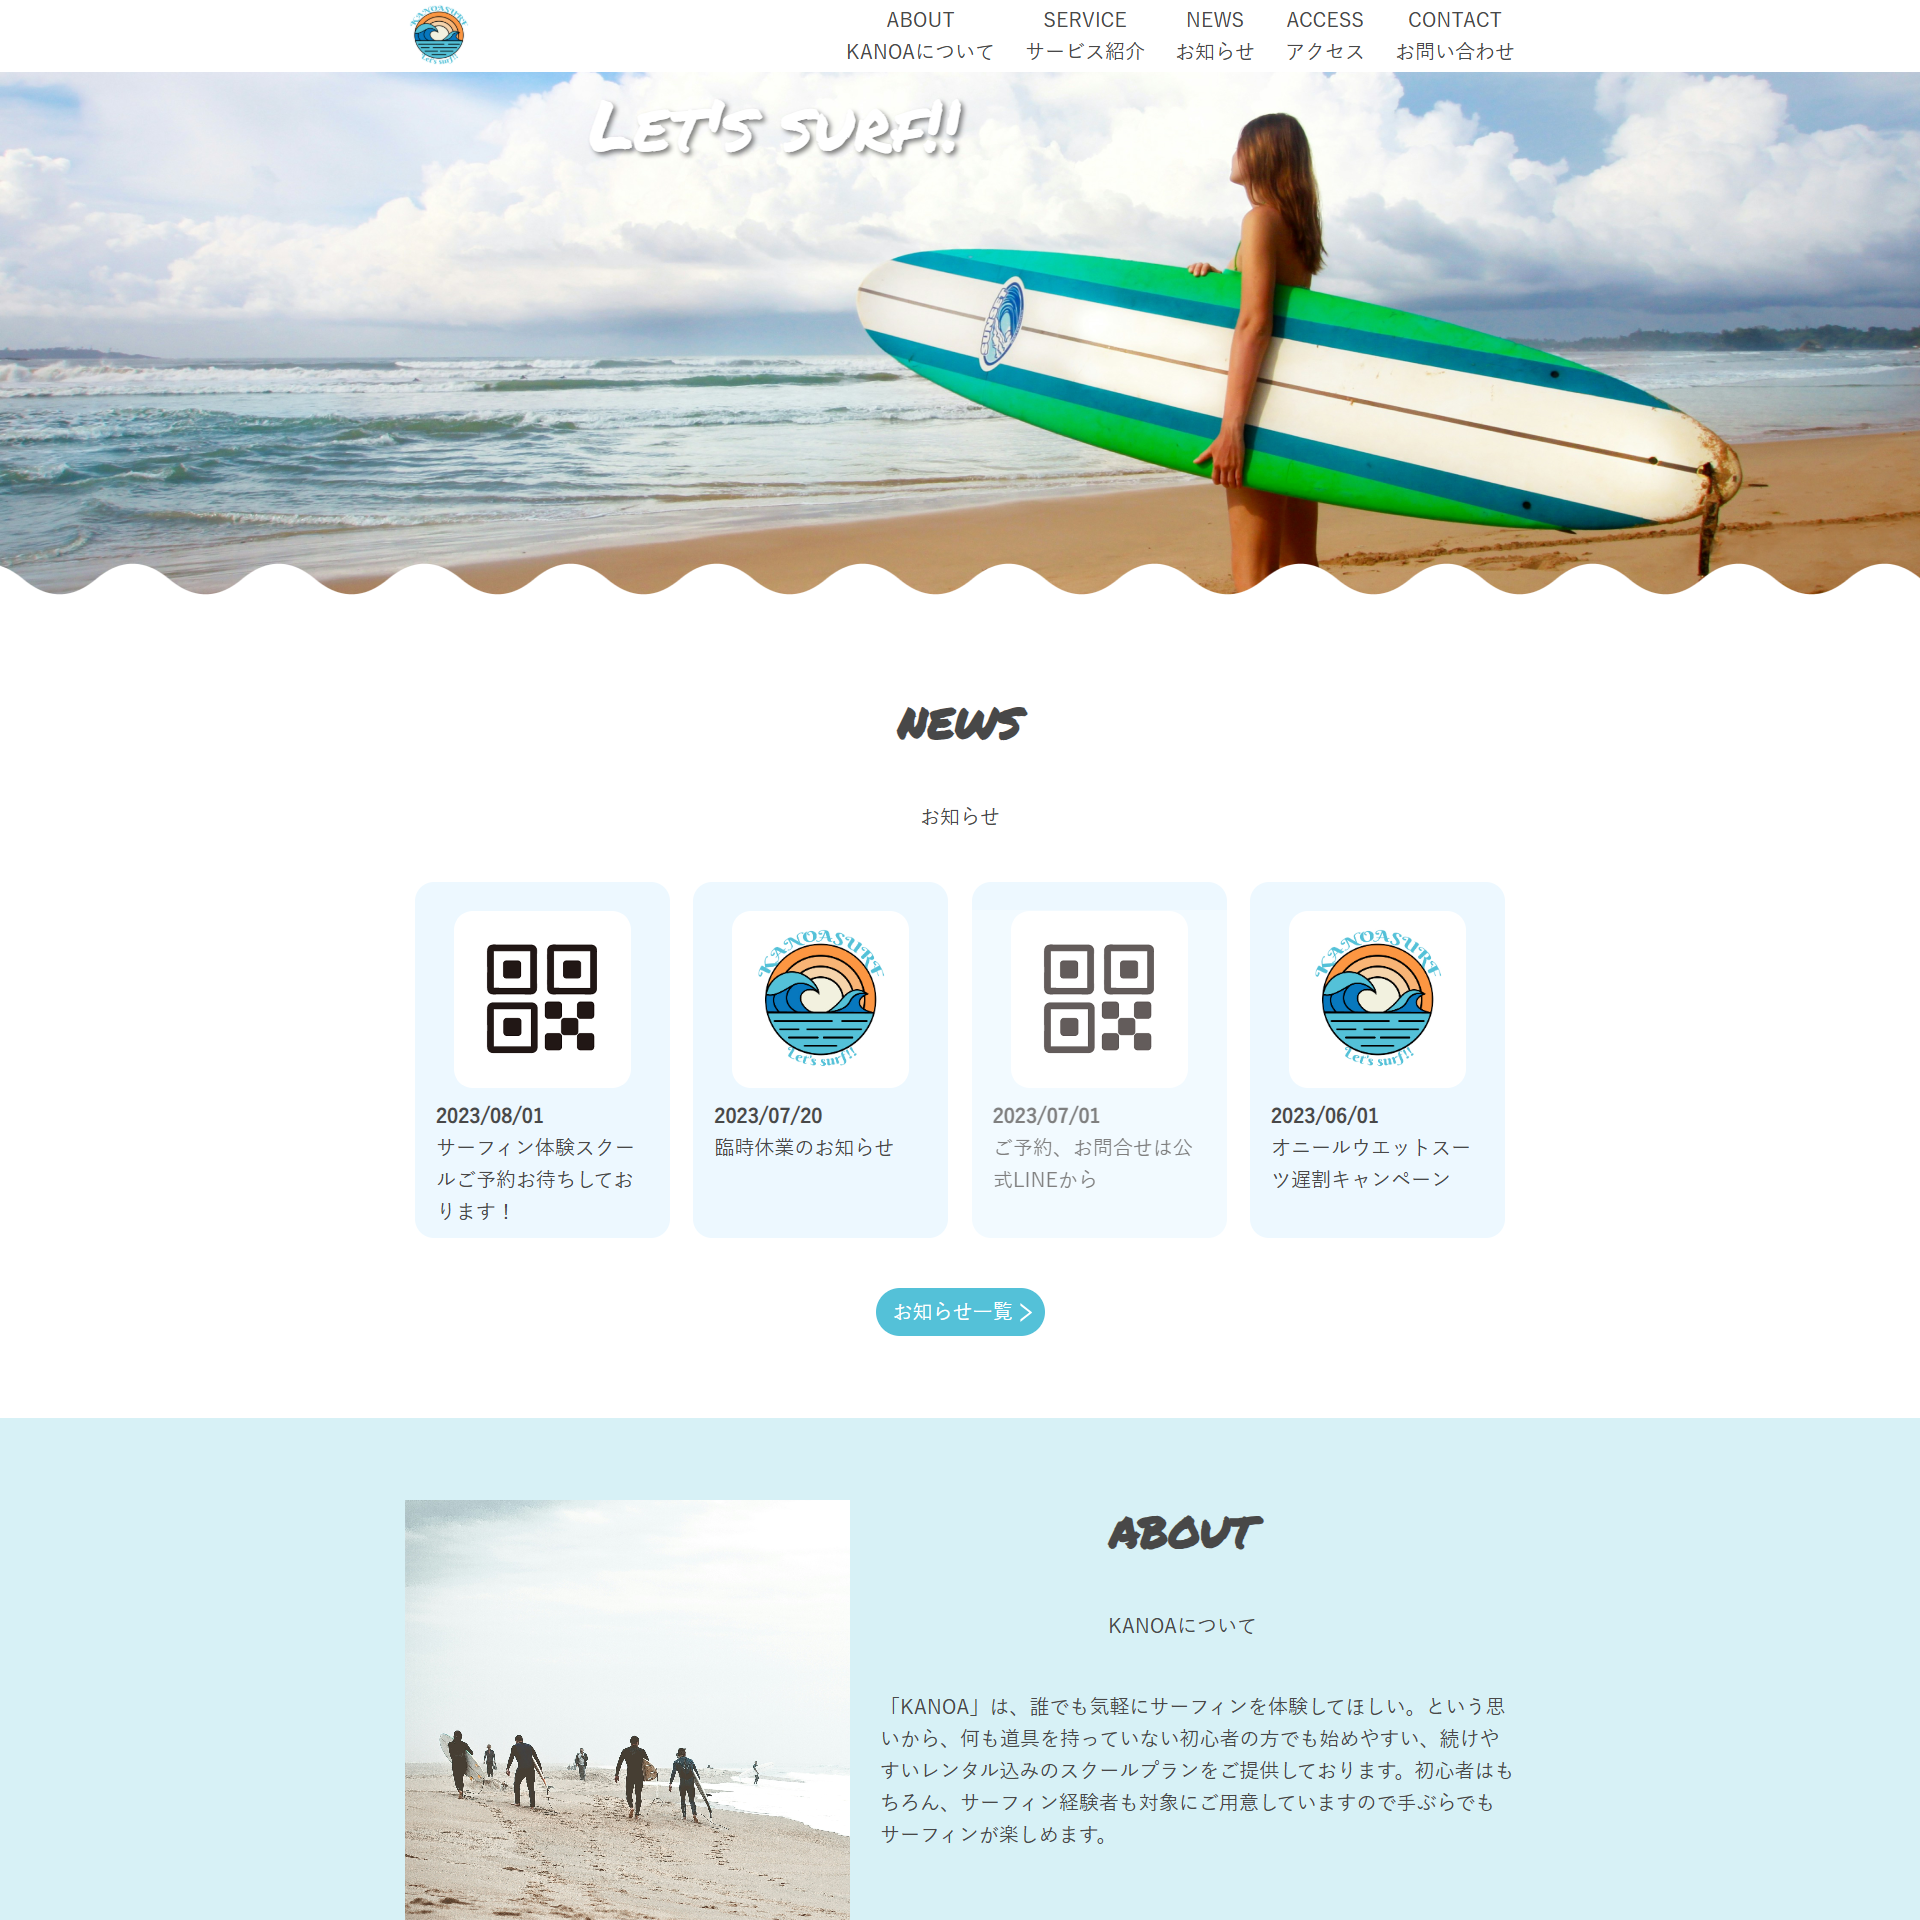 KANOASURF
Let's surf!!
ABOUT
KANOAについて
SERVICE
サービス紹介
NEWS
お知らせ
ACCESS
アクセス
CONTACT
お問い合わせ
LET'S SURF!!
NEWS
お知らせ
2023/08/01
サーフィン体験スクー
ルご予約お待ちしてお
ります！
KANOASURF
Let's surf!!
2023/07/20
臨時休業のお知らせ
2023/07/01
ご予約、お問合せは公
式LINEから
KANOASURF
Let's surf!!
2023/06/01
オニールウエットスー
ツ遅割キャンペーン
お知らせ一覧
ABOUT
KANOAについて
「KANOA」は、誰でも気軽にサーフィンを体験してほしい。という思
いから、何も道具を持っていない初心者の方でも始めやすい、続けや
すいレンタル込みのスクールプランをご提供しております。初心者はも
ちろん、サーフィン経験者も対象にご用意していますので手ぶらでも
サーフィンが楽しめます。